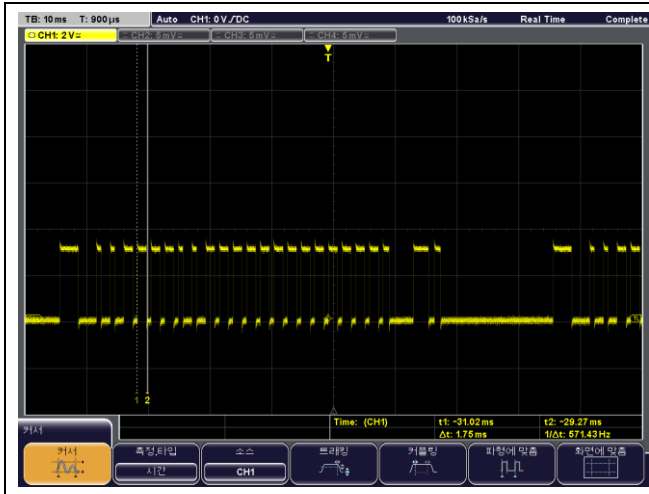 TB: 10 ms T: 900 µs Auto CH1: 0 V DC 100 kSa/s Real Time Complete
CH1: 2 V CH2: 5 mV CH3: 5 mV CH4: 5 mV
T
1 2
Time: (CH1) t1: -31.02 ms t2: -29.27 ms
Δt: 1.75 ms 1/Δt: 571.43 Hz
커서
커서 측정.타입 소스 트래킹 커플링 파형에 맞춤 화면에 맞춤
시간 CH1